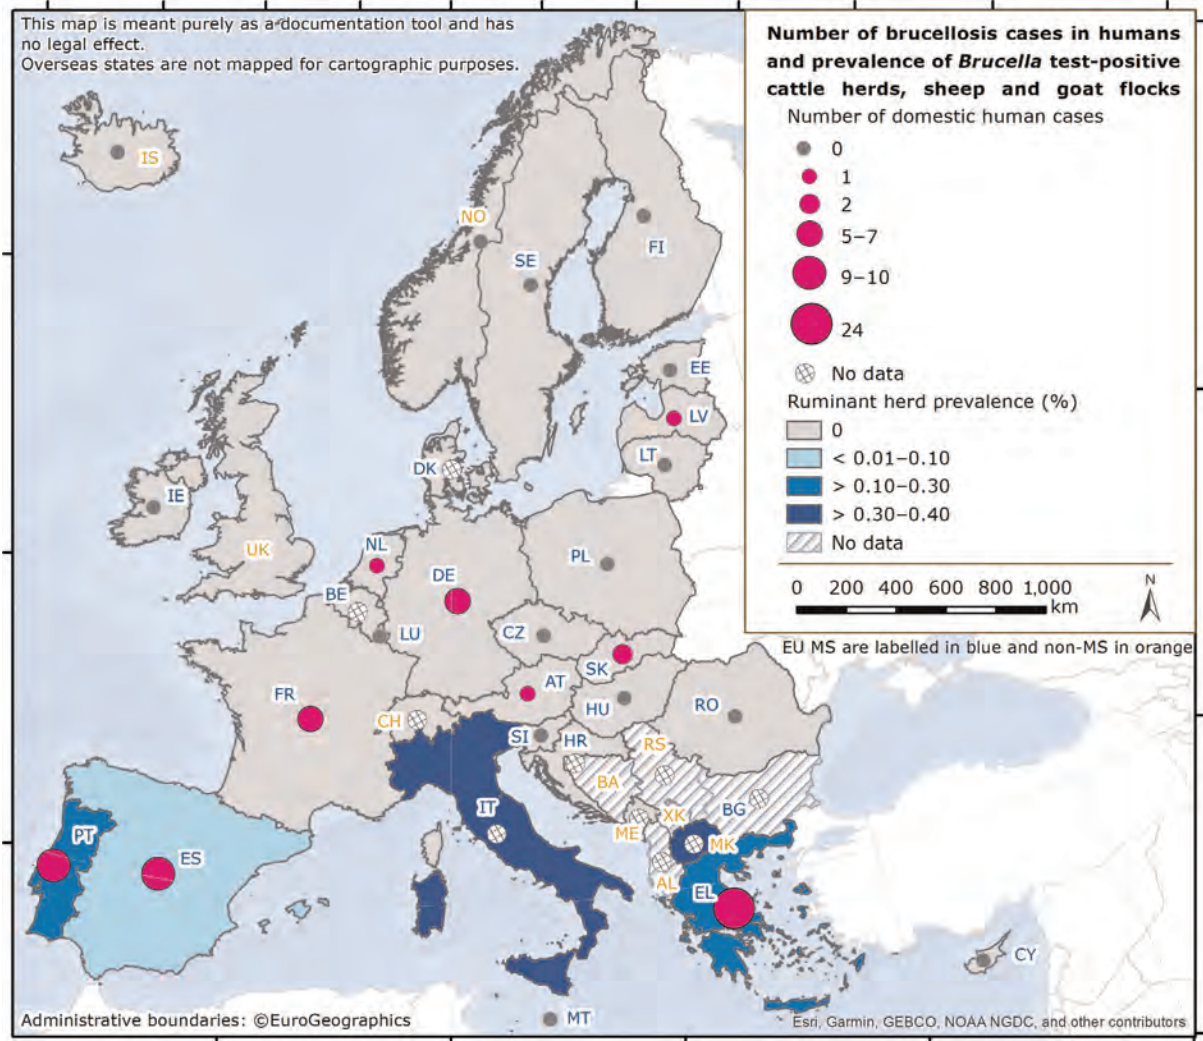 This map is meant purely as a documentation tool and has
no legal effect.
Overseas states are not mapped for cartographic purposes.
Number of brucellosis cases in humans
and prevalence of Brucella test-positive
cattle herds, sheep and goat flocks
Number of domestic human cases
0
1
2
5–7
9–10
24
No data
Ruminant herd prevalence (%)
0
< 0.01–0.10
> 0.10–0.30
> 0.30–0.40
No data
0 200 400 600 800 1,000
km
N
EU MS are labelled in blue and non-MS in orange
IS
NO
SE
FI
EE
LV
LT
DK
IE
UK
NL
DE
PL
BE
LU
CZ
SK
AT
FR
CH
HU
RO
SI
HR
RS
BA
IT
ME
XK
BG
MK
AL
PT
ES
EL
CY
MT
Administrative boundaries: ©EuroGeographics
Esri, Garmin, GEBCO, NOAA NGDC, and other contributors